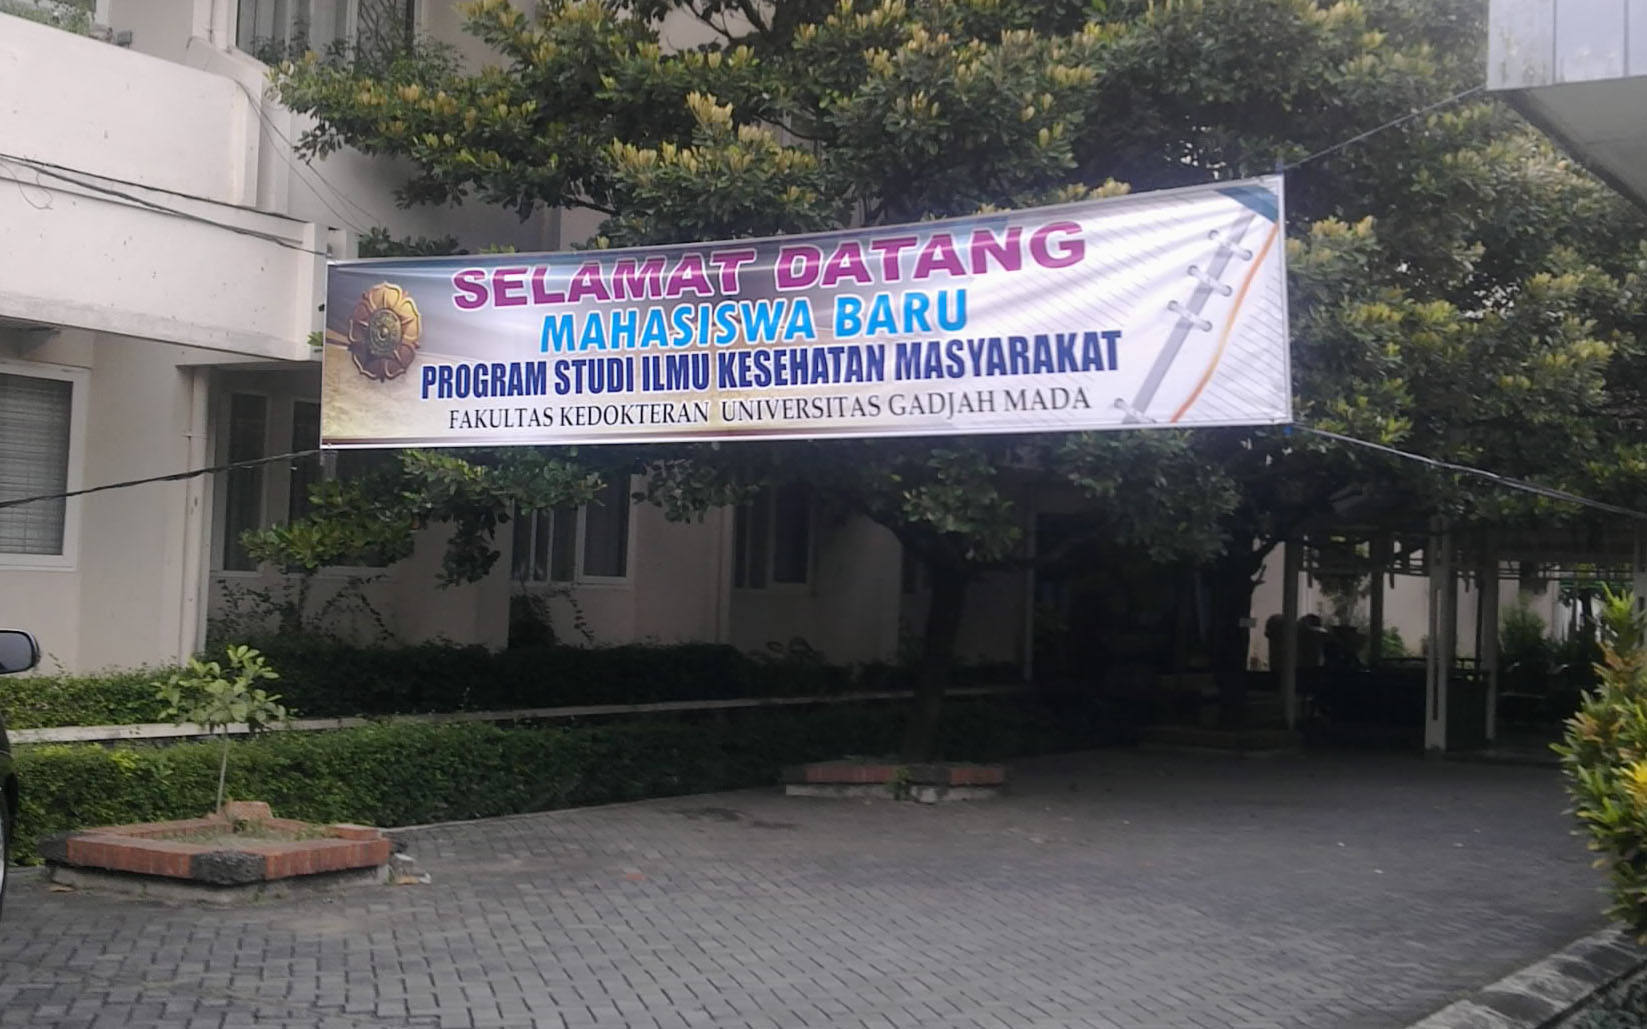 SELAMAT DATANG
MAHASISWA BARU
PROGRAM STUDI ILMU KESEHATAN MASYARAKAT
FAKULTAS KEDOKTERAN UNIVERSITAS GADJAH MADA